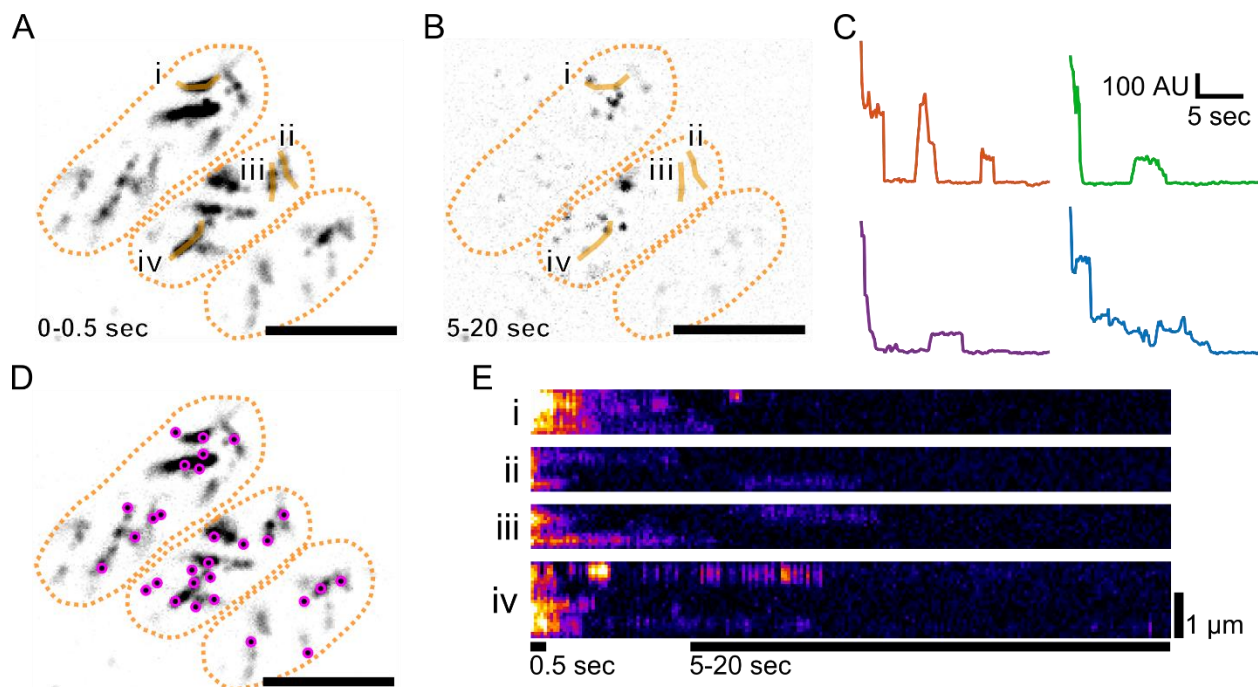 A
i
ii
iii
iv
0-0.5 sec
B
i
ii
iii
iv
5-20 sec
C
100 AU
5 sec
D
E
i
ii
iii
iv
1 µm
0.5 sec
5-20 sec